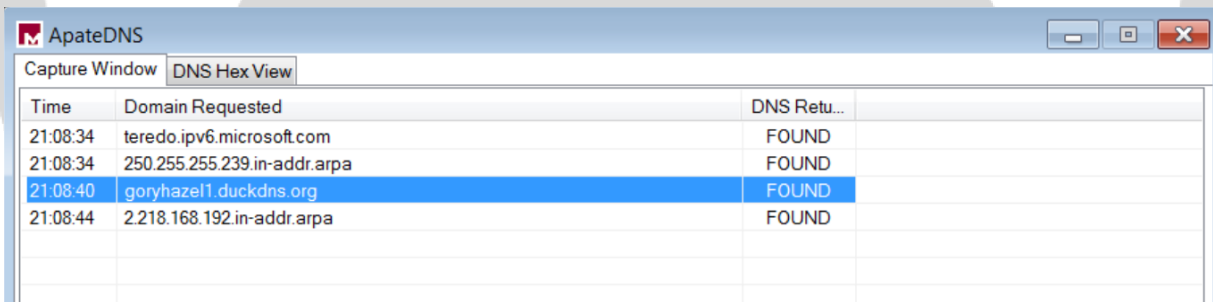 ApateDNS
Capture Window DNS Hex View
Time Domain Requested DNS Retu...
21:08:34 teredo.ipv6.microsoft.com FOUND
21:08:34 250.255.255.239.in-addr.arpa FOUND
21:08:40 goryhazel1.duckdns.org FOUND
21:08:44 2.218.168.192.in-addr.arpa FOUND